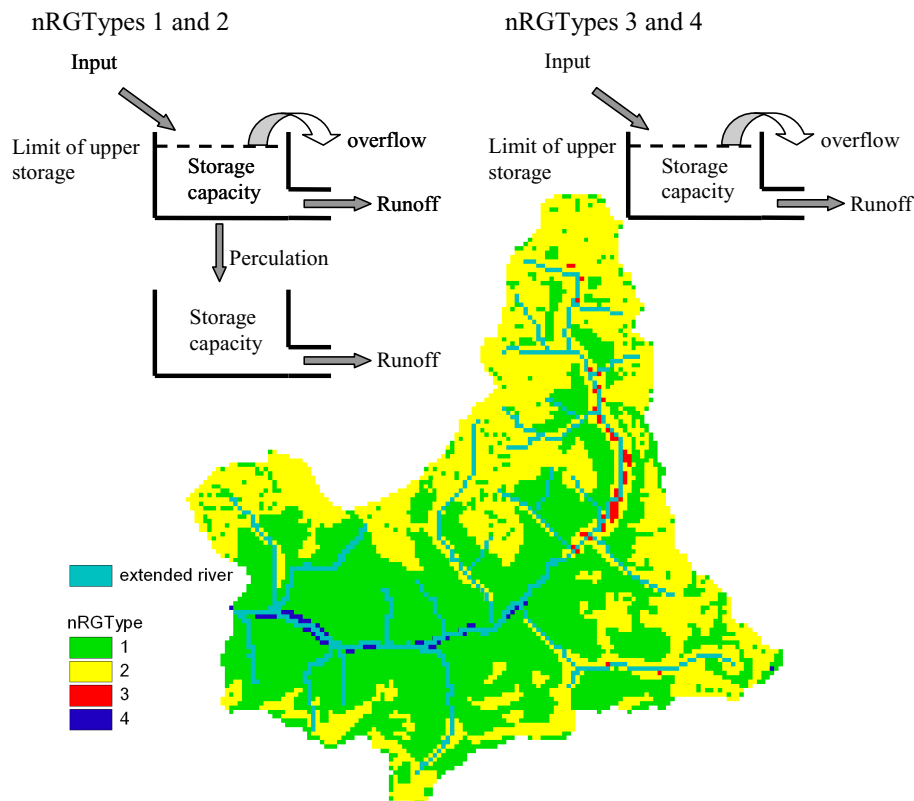 nRGTypes 1 and 2
Input
Limit of upper
storage
Storage
capacity
overflow
Runoff
Perculation
Storage
capacity
Runoff
nRGTypes 3 and 4
Input
Limit of upper
storage
Storage
capacity
overflow
Runoff
extended river
nRGType
1
2
3
4